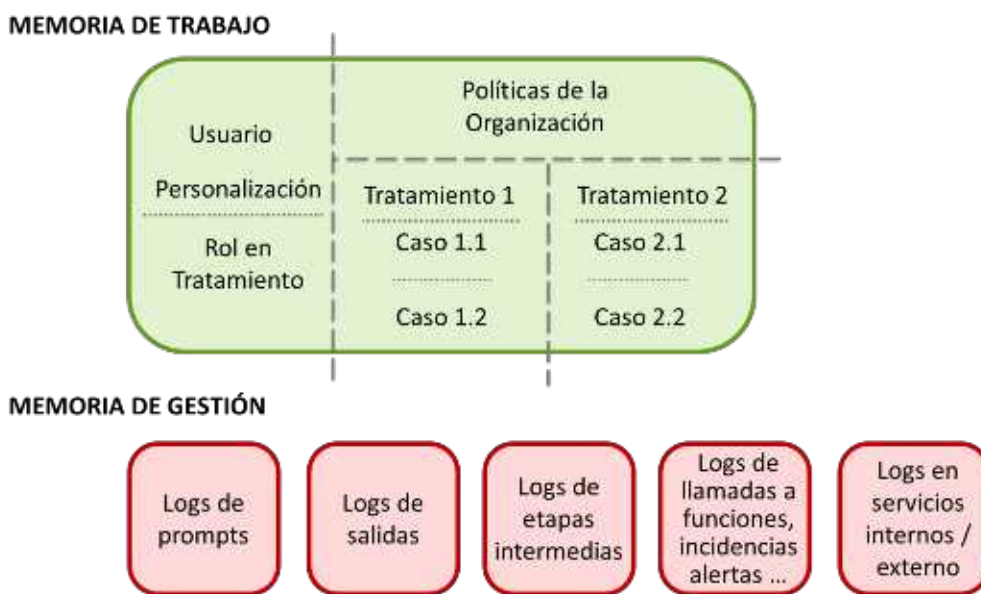 MEMORIA DE TRABAJO
Usuario
Personalización
Rol en
Tratamiento
Políticas de la
Organización
Tratamiento 1
Caso 1.1
Caso 1.2
Tratamiento 2
Caso 2.1
Caso 2.2
MEMORIA DE GESTIÓN
Logs de
prompts
Logs de
salidas
Logs de
etapas
intermedias
Logs de
llamadas a
funciones,
incidencias
alertas ...
Logs en
servicios
internos /
externo